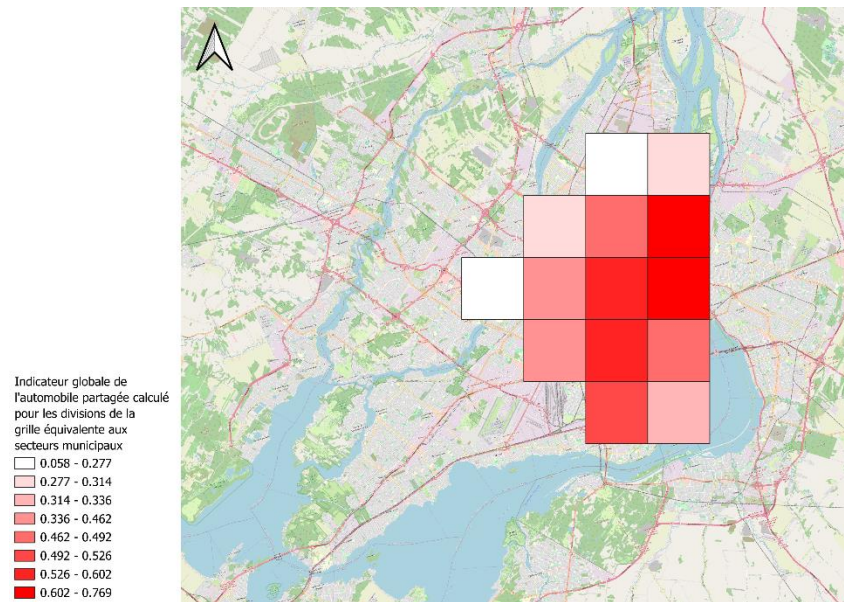 Indicateur globale de
l'automobile partagée calculé
pour les divisions de la
grille équivalente aux
secteurs municipaux
0.058 - 0.277
0.277 - 0.314
0.314 - 0.336
0.336 - 0.462
0.462 - 0.492
0.492 - 0.526
0.526 - 0.602
0.602 - 0.769